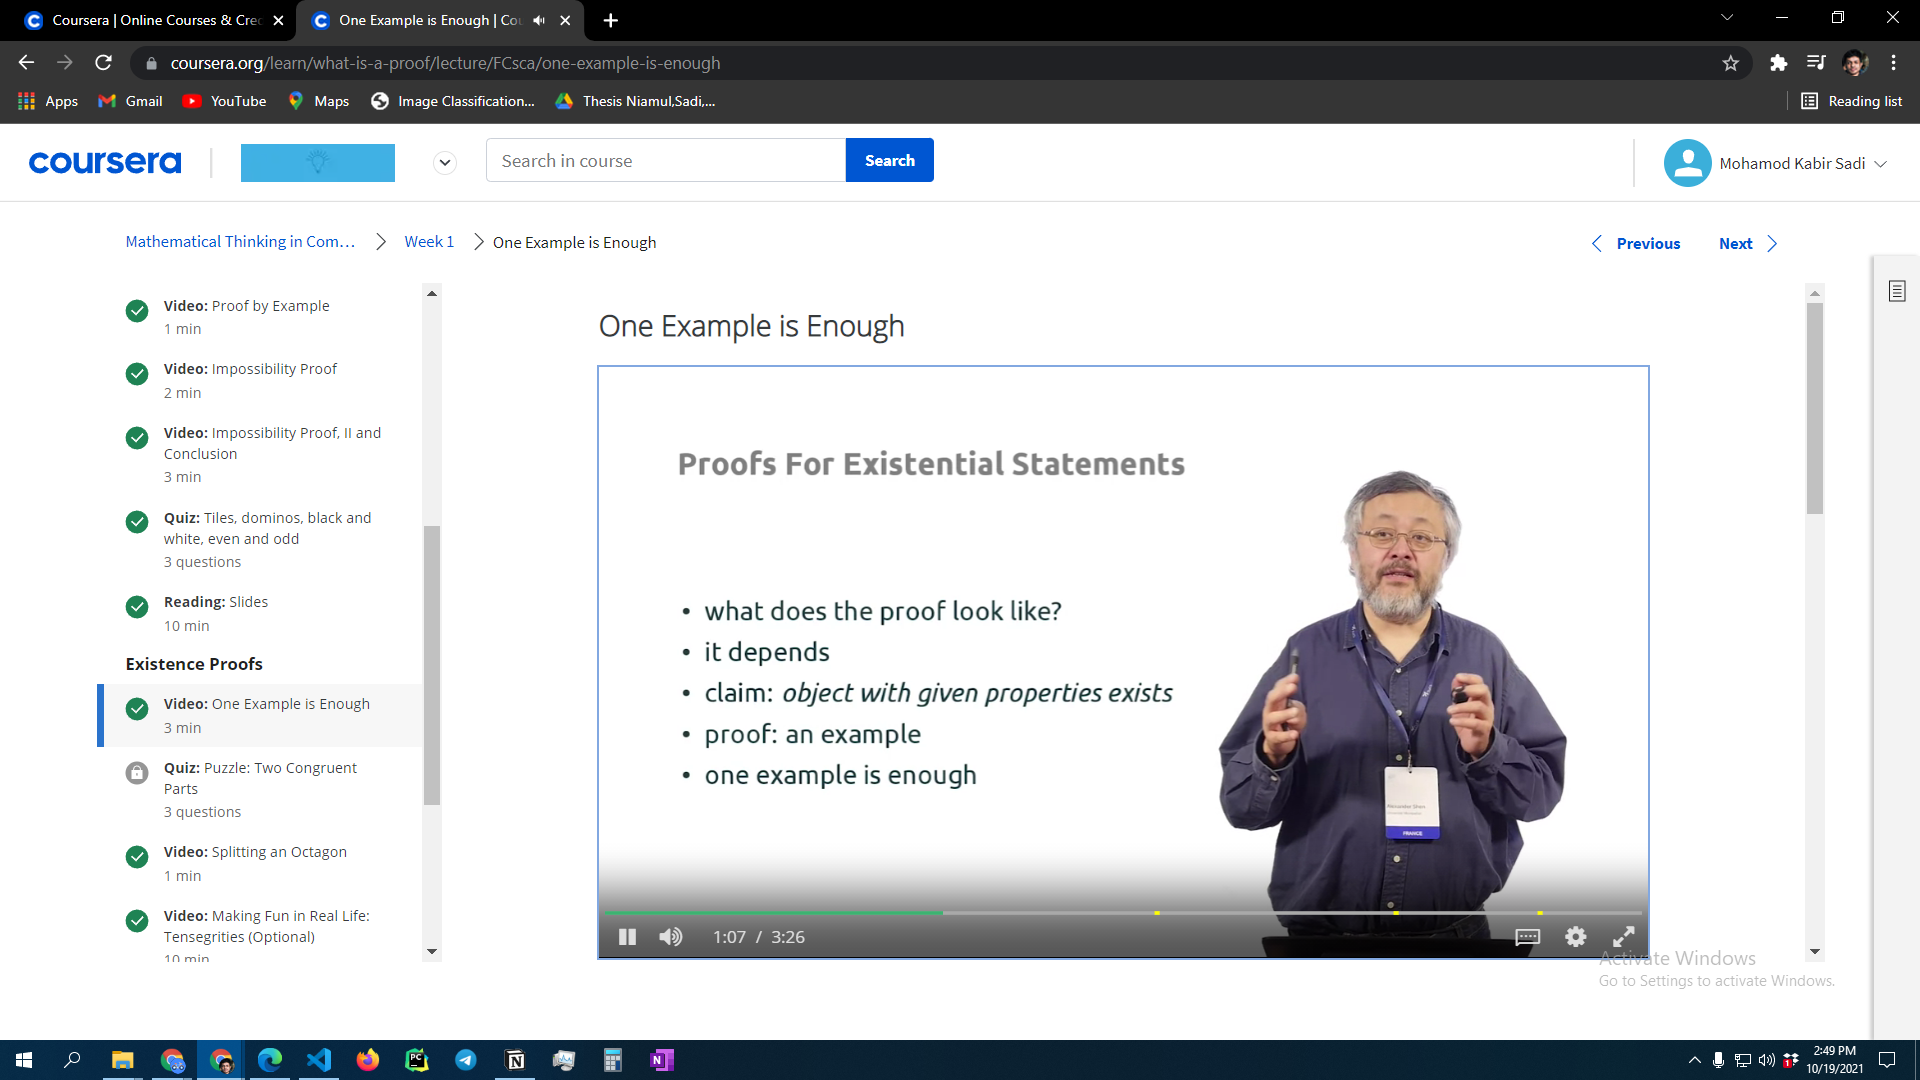 Coursera | Online Courses & Cre
One Example is Enough | Cou
coursera.org/learn/what-is-a-proof/lecture/FCsca/one-example-is-enough
Apps
Gmail
YouTube
Maps
Image Classification...
Thesis Niamul,Sadi,...
Reading list
coursera
Search in course
Search
Mohamod Kabir Sadi
Mathematical Thinking in Com...
Week 1
One Example is Enough
Previous
Next
Video: Proof by Example
1 min
Video: Impossibility Proof
2 min
Video: Impossibility Proof, II and
Conclusion
3 min
Quiz: Tiles, dominos, black and
white, even and odd
3 questions
Reading: Slides
10 min
Existence Proofs
Video: One Example is Enough
3 min
Quiz: Puzzle: Two Congruent
Parts
3 questions
Video: Splitting an Octagon
1 min
Video: Making Fun in Real Life:
Tensegrities (Optional)
10 min
One Example is Enough
Proofs For Existential Statements
• what does the proof look like?
• it depends
• claim: object with given properties exists
• proof: an example
• one example is enough
Alexander Shen
FRANCE
1:07 / 3:26
Activate Windows
Go to Settings to activate Windows.
2:49 PM
10/19/2021